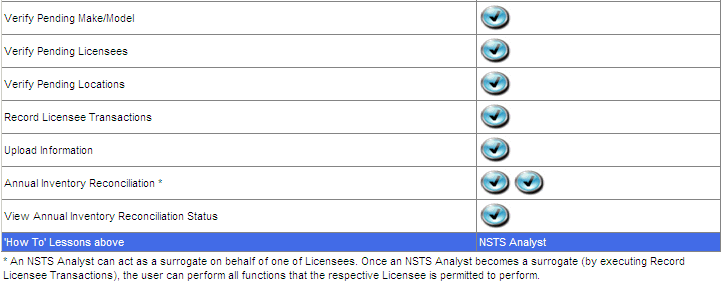 Verify Pending Make/Model
Verify Pending Licensees
Verify Pending Locations
Record Licensee Transactions
Upload Information
Annual Inventory Reconciliation *
View Annual Inventory Reconciliation Status
'How To' Lessons above NSTS Analyst
* An NSTS Analyst can act as a surrogate on behalf of one of Licensees. Once an NSTS Analyst becomes a surrogate (by executing Record
Licensee Transactions), the user can perform all functions that the respective Licensee is permitted to perform.